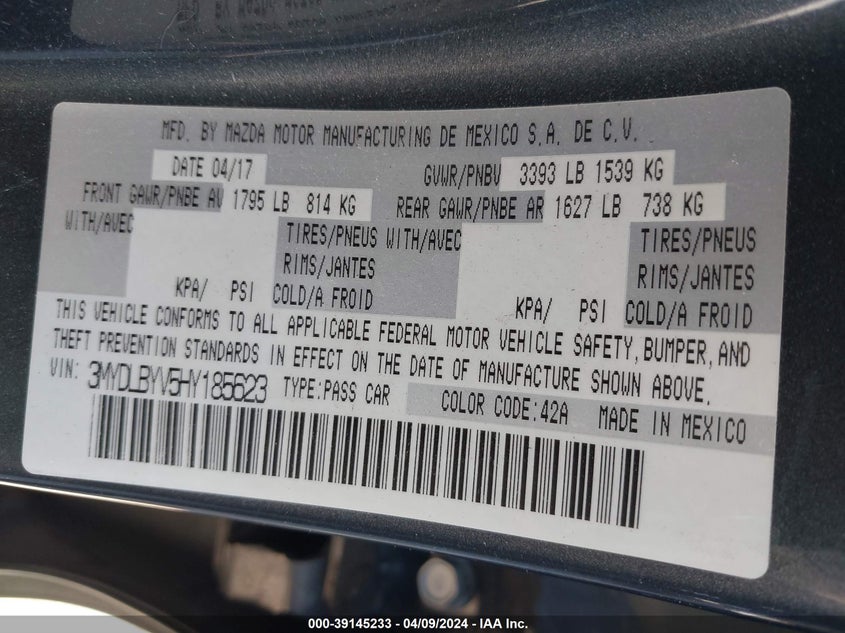 MFD. BY MAZDA MOTOR MANUFACTURING DE MEXICO S.A. DE C.V.
DATE 04/17 GVWR/PNBV 3393 LB 1539 KG
FRONT GAWR/PNBE AV 1795 LB 814 KG REAR GAWR/PNBE AR 1627 LB 738 KG
WITH/AVEC TIRES/PNEUS WITH/AVEC TIRES/PNEUS
RIMS/JANTES RIMS/JANTES
KPA/ PSI COLD/A FROID KPA/ PSI COLD/A FROID
THIS VEHICLE CONFORMS TO ALL APPLICABLE FEDERAL MOTOR VEHICLE SAFETY, BUMPER, AND
THEFT PREVENTION STANDARDS IN EFFECT ON THE DATE OF MANUFACTURE SHOWN ABOVE.
VIN: 3MYDLBYV5HY185623 TYPE:PASS CAR COLOR CODE:42A MADE IN MEXICO
000-39145233 - 04/09/2024 - IAA Inc.